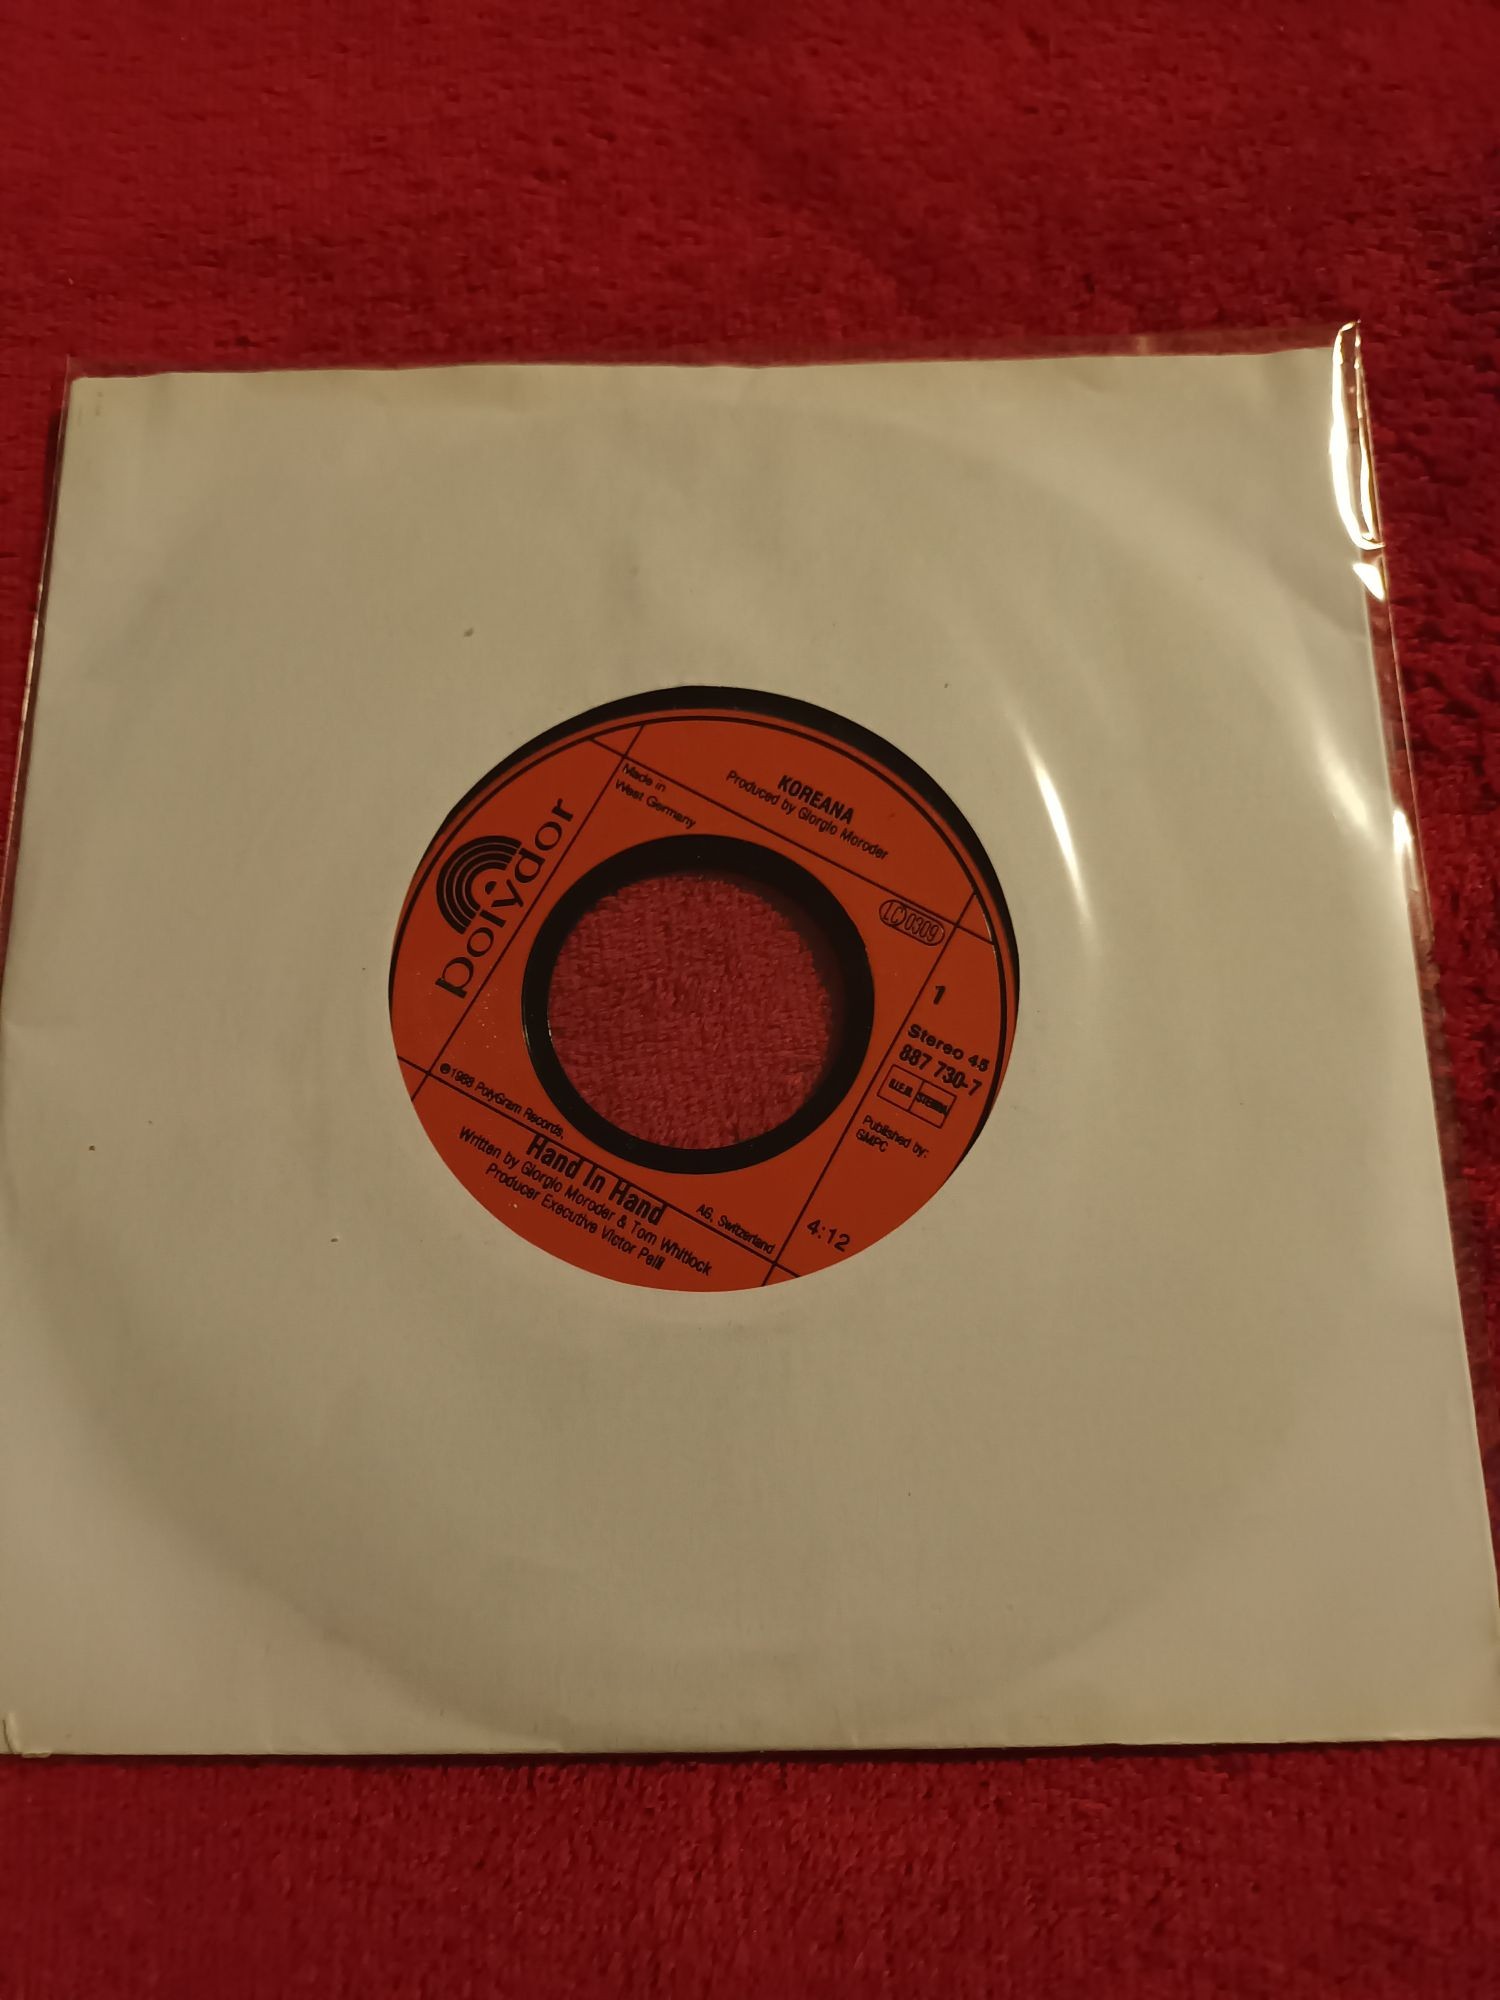 polydor
Made in
West Germany
KOREANA
Produced by Giorgio Moroder
LC 0309
1
Stereo 45
887 730-7
STEMRA
Published by:
GMPC
4:12
℗1988 PolyGram Records, AG, Switzerland
Hand In Hand
Written by Giorgio Moroder & Tom Whitlock
Producer Executive Victor Pelli